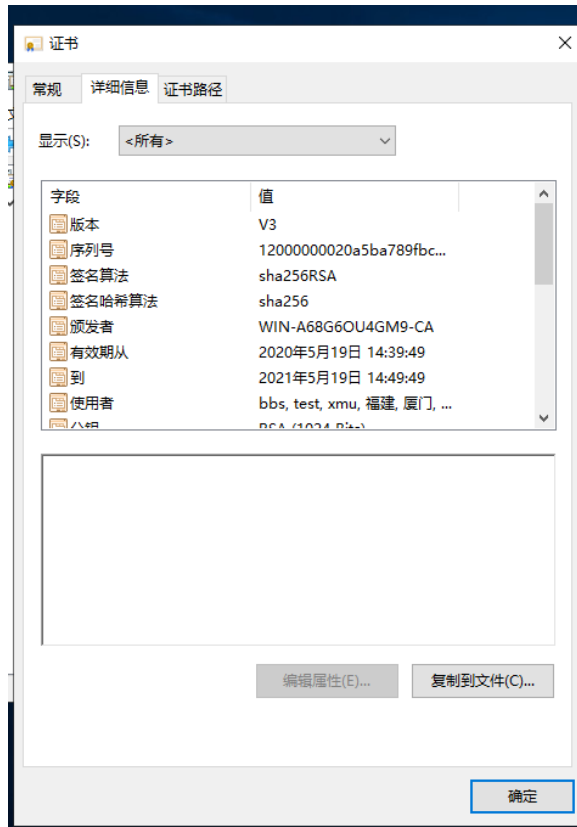 证书
常规 详细信息 证书路径
显示(S): <所有>
字段 值
版本 V3
序列号 12000000020a5ba789fbc...
签名算法 sha256RSA
签名哈希算法 sha256
颁发者 WIN-A68G6OU4GM9-CA
有效期从 2020年5月19日 14:39:49
到 2021年5月19日 14:49:49
使用者 bbs, test, xmu, 福建, 厦门, ...
RSA (1024 Bits)
编辑属性(E)... 复制到文件(C)...
确定